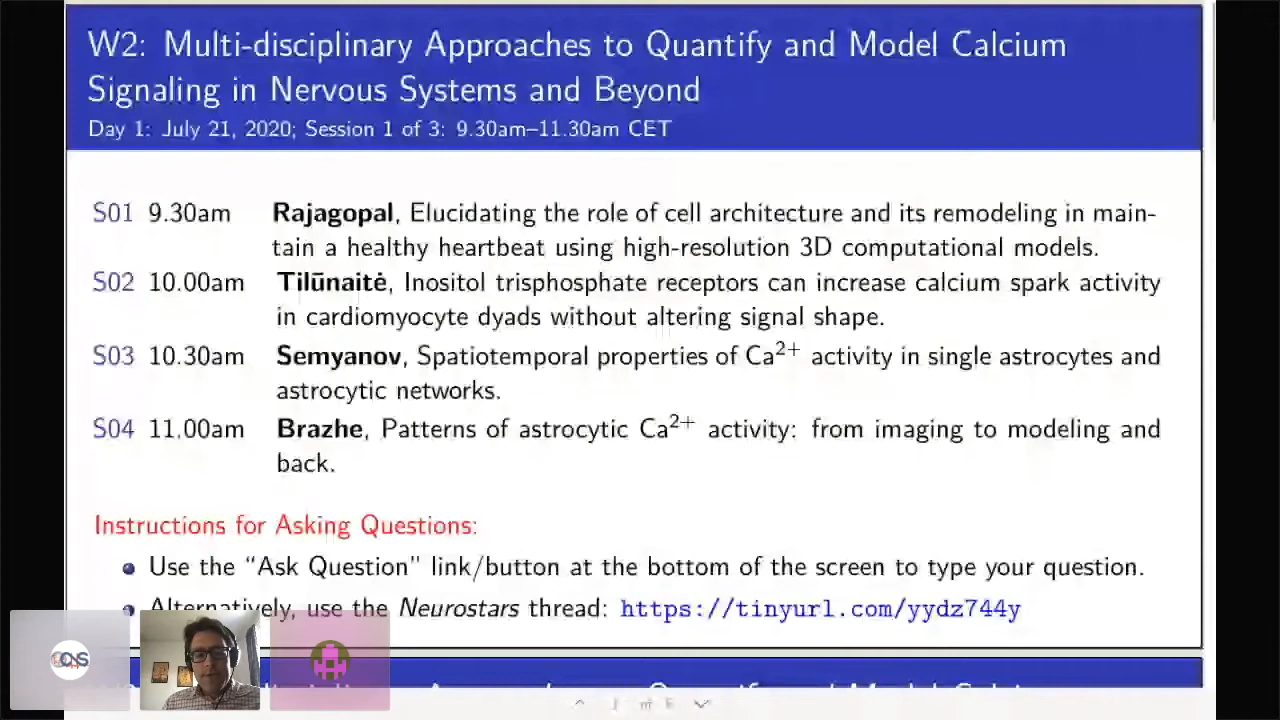 W2: Multi-disciplinary Approaches to Quantify and Model Calcium
Signaling in Nervous Systems and Beyond
Day 1: July 21, 2020; Session 1 of 3: 9.30am–11.30am CET
S01 9.30am Rajagopal, Elucidating the role of cell architecture and its remodeling in main-
tain a healthy heartbeat using high-resolution 3D computational models.
S02 10.00am Tilūnaitė, Inositol trisphosphate receptors can increase calcium spark activity
in cardiomyocyte dyads without altering signal shape.
S03 10.30am Semyanov, Spatiotemporal properties of Ca²⁺ activity in single astrocytes and
astrocytic networks.
S04 11.00am Brazhe, Patterns of astrocytic Ca²⁺ activity: from imaging to modeling and
back.
Instructions for Asking Questions:
Use the “Ask Question” link/button at the bottom of the screen to type your question.
Alternatively, use the Neurostars thread: https://tinyurl.com/yydz744y